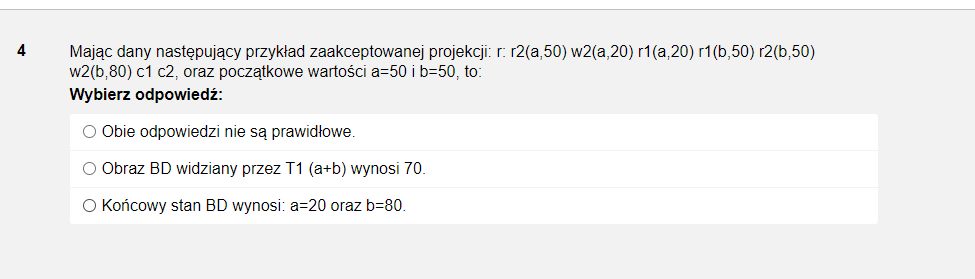 4 Mając dany następujący przykład zaakceptowanej projekcji: r: r2(a,50) w2(a,20) r1(a,20) r1(b,50) r2(b,50)
w2(b,80) c1 c2, oraz początkowe wartości a=50 i b=50, to:
Wybierz odpowiedź:
Obie odpowiedzi nie są prawidłowe.
Obraz BD widziany przez T1 (a+b) wynosi 70.
Końcowy stan BD wynosi: a=20 oraz b=80.